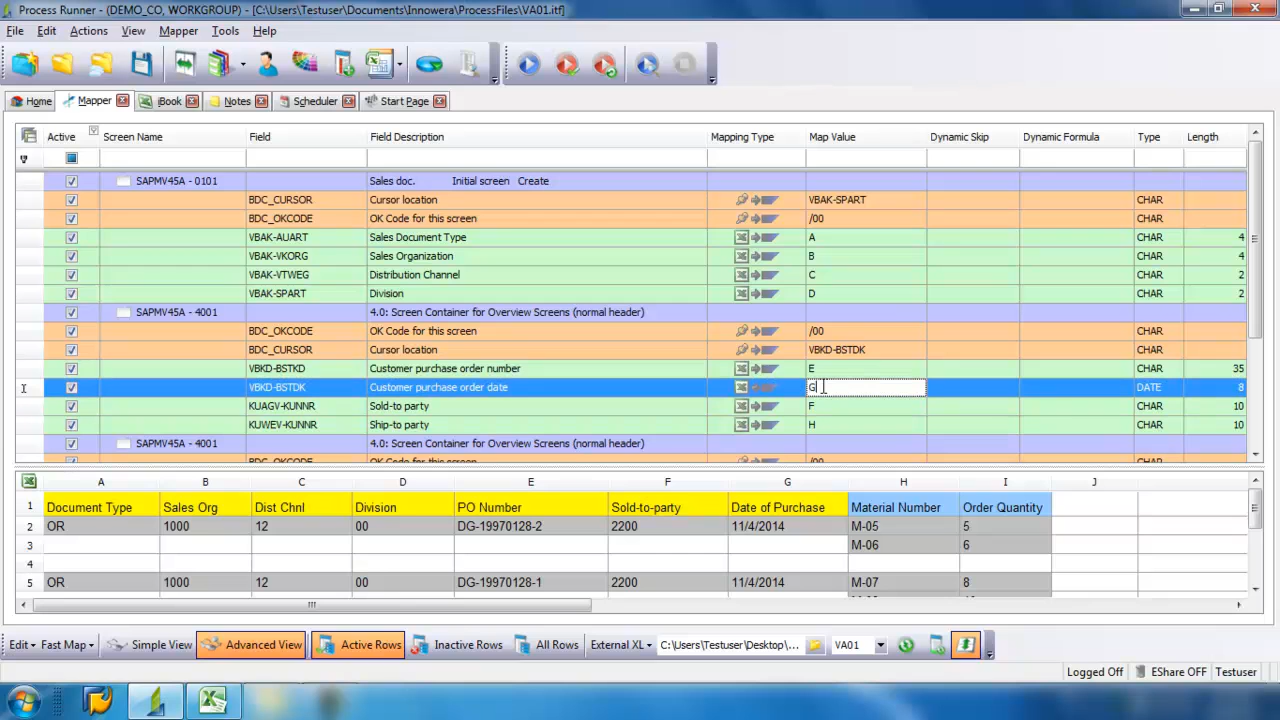 Process Runner - (DEMO_CO, WORKGROUP) - [C:\Users\Testuser\Documents\Innowera\ProcessFiles\VA01.itf]
File Edit Actions View Mapper Tools Help
Home Mapper iBook Notes Scheduler Start Page
Active Screen Name Field Field Description Mapping Type Map Value Dynamic Skip Dynamic Formula Type Length
SAPMV45A - 0101 Sales doc. Initial screen Create
BDC_CURSOR Cursor location VBAK-SPART CHAR
BDC_OKCODE OK Code for this screen /00 CHAR
VBAK-AUART Sales Document Type A CHAR 4
VBAK-VKORG Sales Organization B CHAR 4
VBAK-VTWEG Distribution Channel C CHAR 2
VBAK-SPART Division D CHAR 2
SAPMV45A - 4001 4.0: Screen Container for Overview Screens (normal header)
BDC_OKCODE OK Code for this screen /00 CHAR
BDC_CURSOR Cursor location VBKD-BSTDK CHAR
VBKD-BSTKD Customer purchase order number E CHAR 35
VBKD-BSTDK Customer purchase order date G DATE 8
KUAGV-KUNNR Sold-to party F CHAR 10
KUWEV-KUNNR Ship-to party H CHAR 10
SAPMV45A - 4001 4.0: Screen Container for Overview Screens (normal header)
BDC_OKCODE OK Code for this screen /00 CHAR
A B C D E F G H I J
1 Document Type Sales Org Dist Chnl Division PO Number Sold-to-party Date of Purchase Material Number Order Quantity
2 OR 1000 12 00 DG-19970128-2 2200 11/4/2014 M-05 5
3 M-06 6
4
5 OR 1000 12 00 DG-19970128-1 2200 11/4/2014 M-07 8
Edit Fast Map Simple View Advanced View Active Rows Inactive Rows All Rows External XL C:\Users\Testuser\Desktop\... VA01
Logged Off EShare OFF Testuser